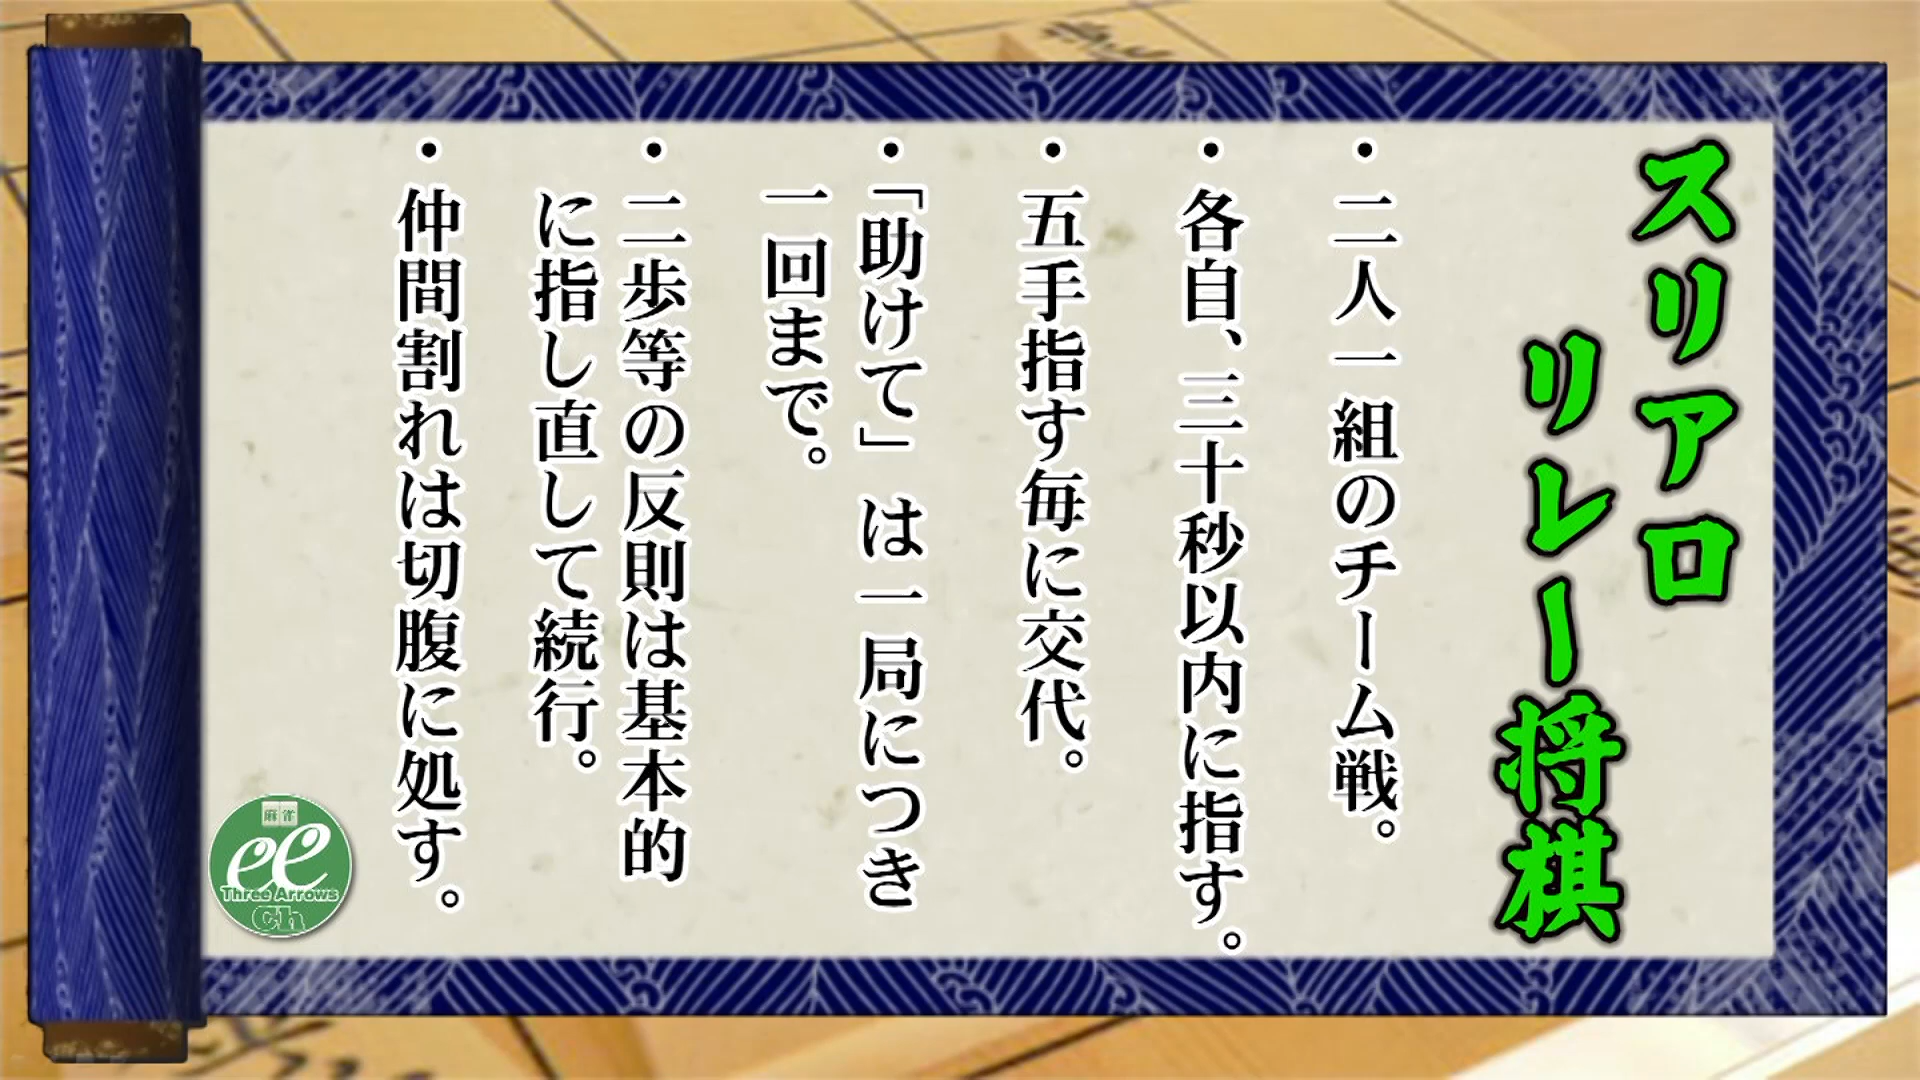 スリアロ
リレー将棋
・二人一組のチーム戦。
・各自、三十秒以内に指す。
・五手指す毎に交代。
・「助けて」は一局につき
一回まで。
・二歩等の反則は基本的
に指し直して続行。
・仲間割れは切腹に処す。
麻雀
ee
Three Arrows
Ch